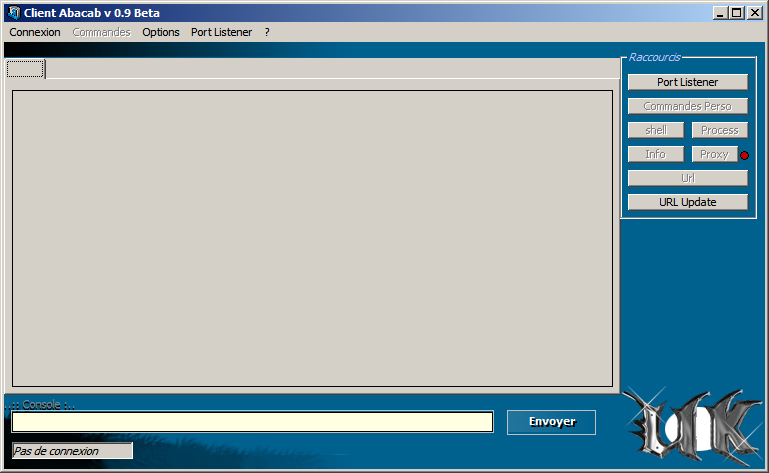 Client Abacab v 0.9 Beta
Connexion Commandes Options Port Listener ?
Raccourcis
Port Listener
Commandes Perso
shell Process
Info Proxy
Url
URL Update
..:: Console :..
Envoyer
Pas de connexion